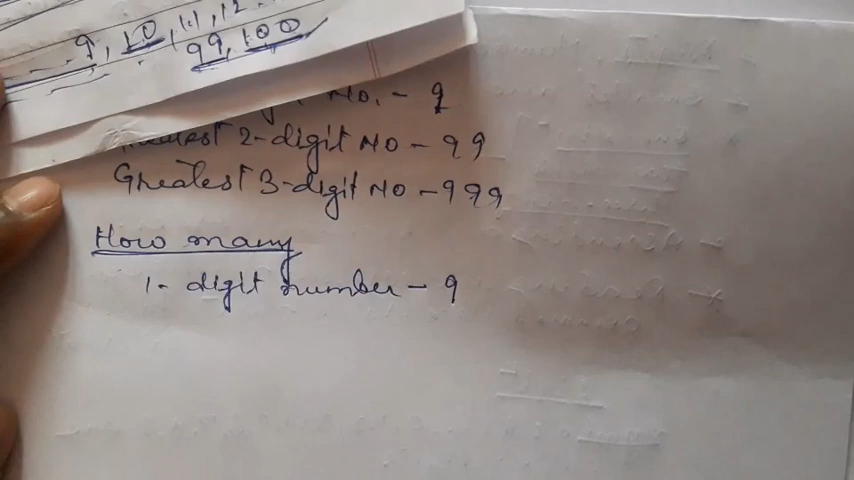 9, 10, 11, 12
99, 100
No. - 9
2-digit No - 99
Greatest 3-digit No - 999
How many
1- digit number - 9